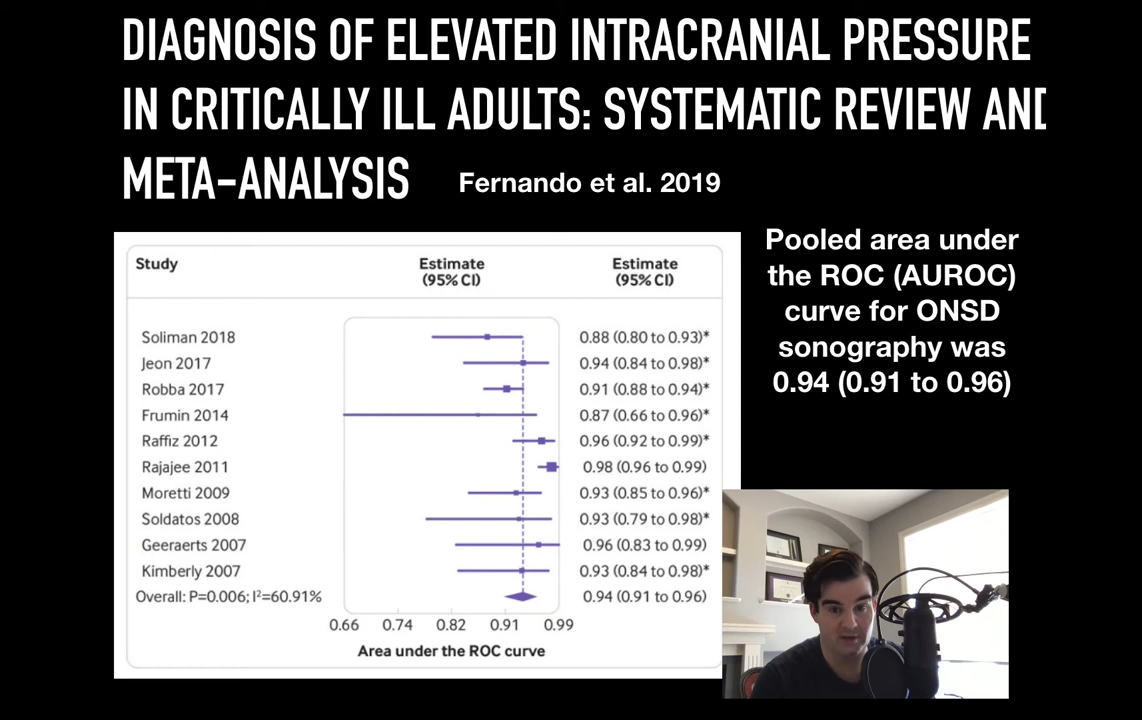 DIAGNOSIS OF ELEVATED INTRACRANIAL PRESSURE
IN CRITICALLY ILL ADULTS: SYSTEMATIC REVIEW AND
META-ANALYSIS Fernando et al. 2019
Study Estimate (95% CI) Estimate (95% CI)
Soliman 2018 0.88 (0.80 to 0.93)*
Jeon 2017 0.94 (0.84 to 0.98)*
Robba 2017 0.91 (0.88 to 0.94)*
Frumin 2014 0.87 (0.66 to 0.96)*
Raffiz 2012 0.96 (0.92 to 0.99)*
Rajajee 2011 0.98 (0.96 to 0.99)
Moretti 2009 0.93 (0.85 to 0.96)*
Soldatos 2008 0.93 (0.79 to 0.98)*
Geeraerts 2007 0.96 (0.83 to 0.99)
Kimberly 2007 0.93 (0.84 to 0.98)*
Overall: P=0.006; I²=60.91% 0.94 (0.91 to 0.96)
0.66 0.74 0.82 0.91 0.99
Area under the ROC curve
Pooled area under
the ROC (AUROC)
curve for ONSD
sonography was
0.94 (0.91 to 0.96)